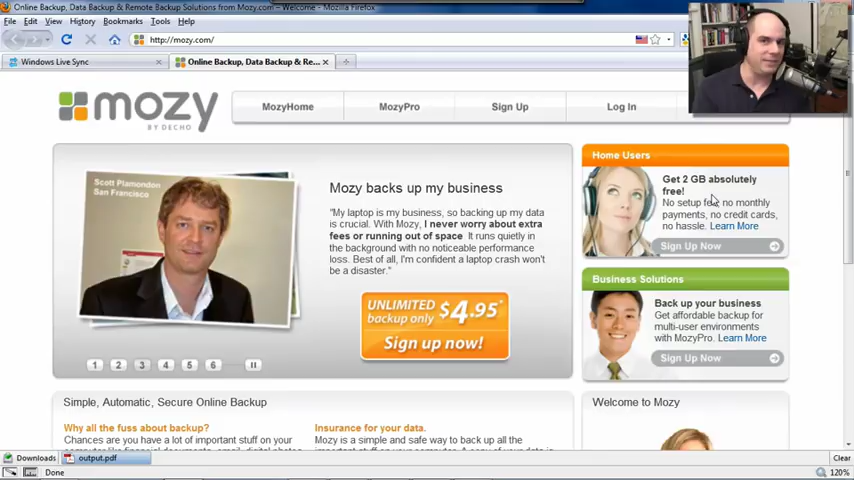 Online Backup, Data Backup & Remote Backup Solutions from Mozy.com – Welcome - Mozilla Firefox
File Edit View History Bookmarks Tools Help
http://mozy.com/
Windows Live Sync
Online Backup, Data Backup & Re...
mozy
BY DECHO
MozyHome
MozyPro
Sign Up
Log In
Scott Plamondon
San Francisco
Mozy backs up my business
"My laptop is my business, so backing up my data
is crucial. With Mozy, I never worry about extra
fees or running out of space. It runs quietly in
the background with no noticeable performance
loss. Best of all, I'm confident a laptop crash won't
be a disaster."
UNLIMITED
backup only $4.95*
Sign up now!
1 2 3 4 5 6
Home Users
Get 2 GB absolutely
free!
No setup fees, no monthly
payments, no credit cards,
no hassle. Learn More
Sign Up Now
Business Solutions
Back up your business
Get affordable backup for
multi-user environments
with MozyPro. Learn More
Sign Up Now
Simple, Automatic, Secure Online Backup
Why all the fuss about backup?
Chances are you have a lot of important stuff on your
Insurance for your data.
Mozy is a simple and safe way to back up all the
Welcome to Mozy
Downloads
output.pdf
Clear
Done
120%